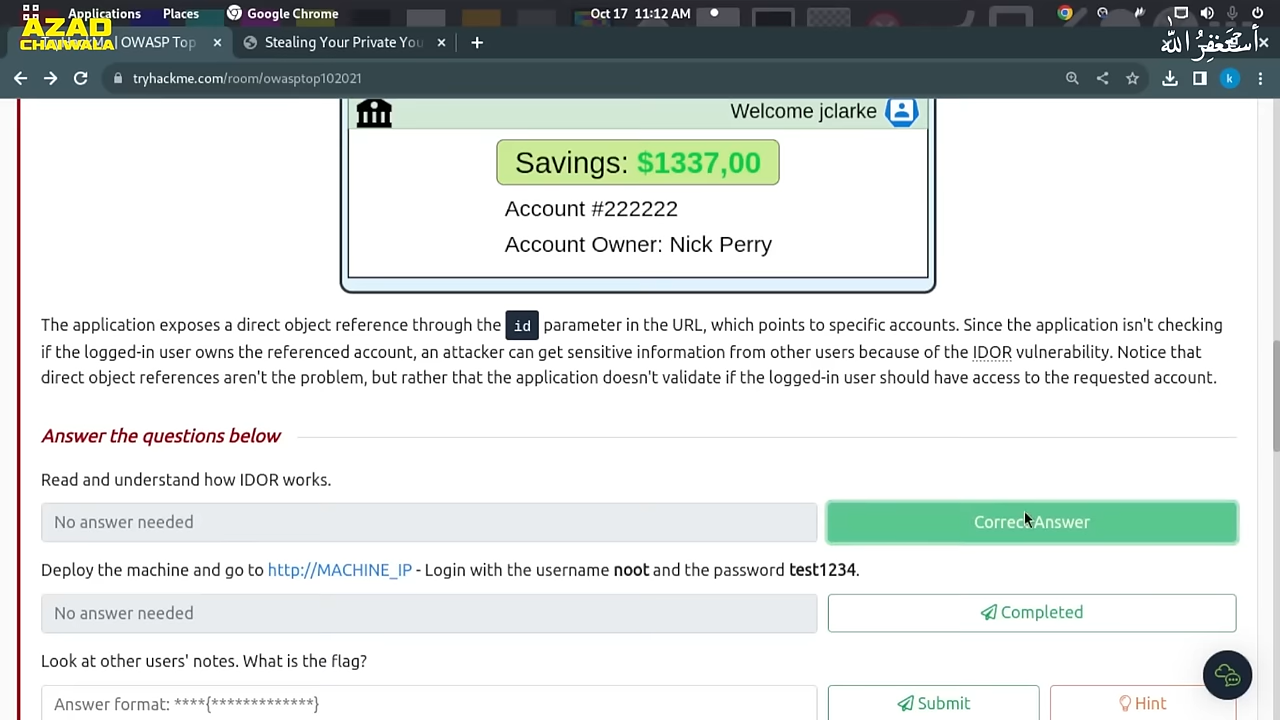 Applications Places Google Chrome Oct 17 11:12 AM
AZAD
CHAIWALA
OWASP Top
Stealing Your Private You
أستغفر الله
tryhackme.com/room/owasptop102021
k
Welcome jclarke
Savings: $1337,00
Account #222222
Account Owner: Nick Perry
The application exposes a direct object reference through the id parameter in the URL, which points to specific accounts. Since the application isn't checking
if the logged-in user owns the referenced account, an attacker can get sensitive information from other users because of the IDOR vulnerability. Notice that
direct object references aren't the problem, but rather that the application doesn't validate if the logged-in user should have access to the requested account.
Answer the questions below
Read and understand how IDOR works.
No answer needed
Correct Answer
Deploy the machine and go to http://MACHINE_IP - Login with the username noot and the password test1234.
No answer needed
Completed
Look at other users' notes. What is the flag?
Answer format: ****{*************}
Submit
Hint